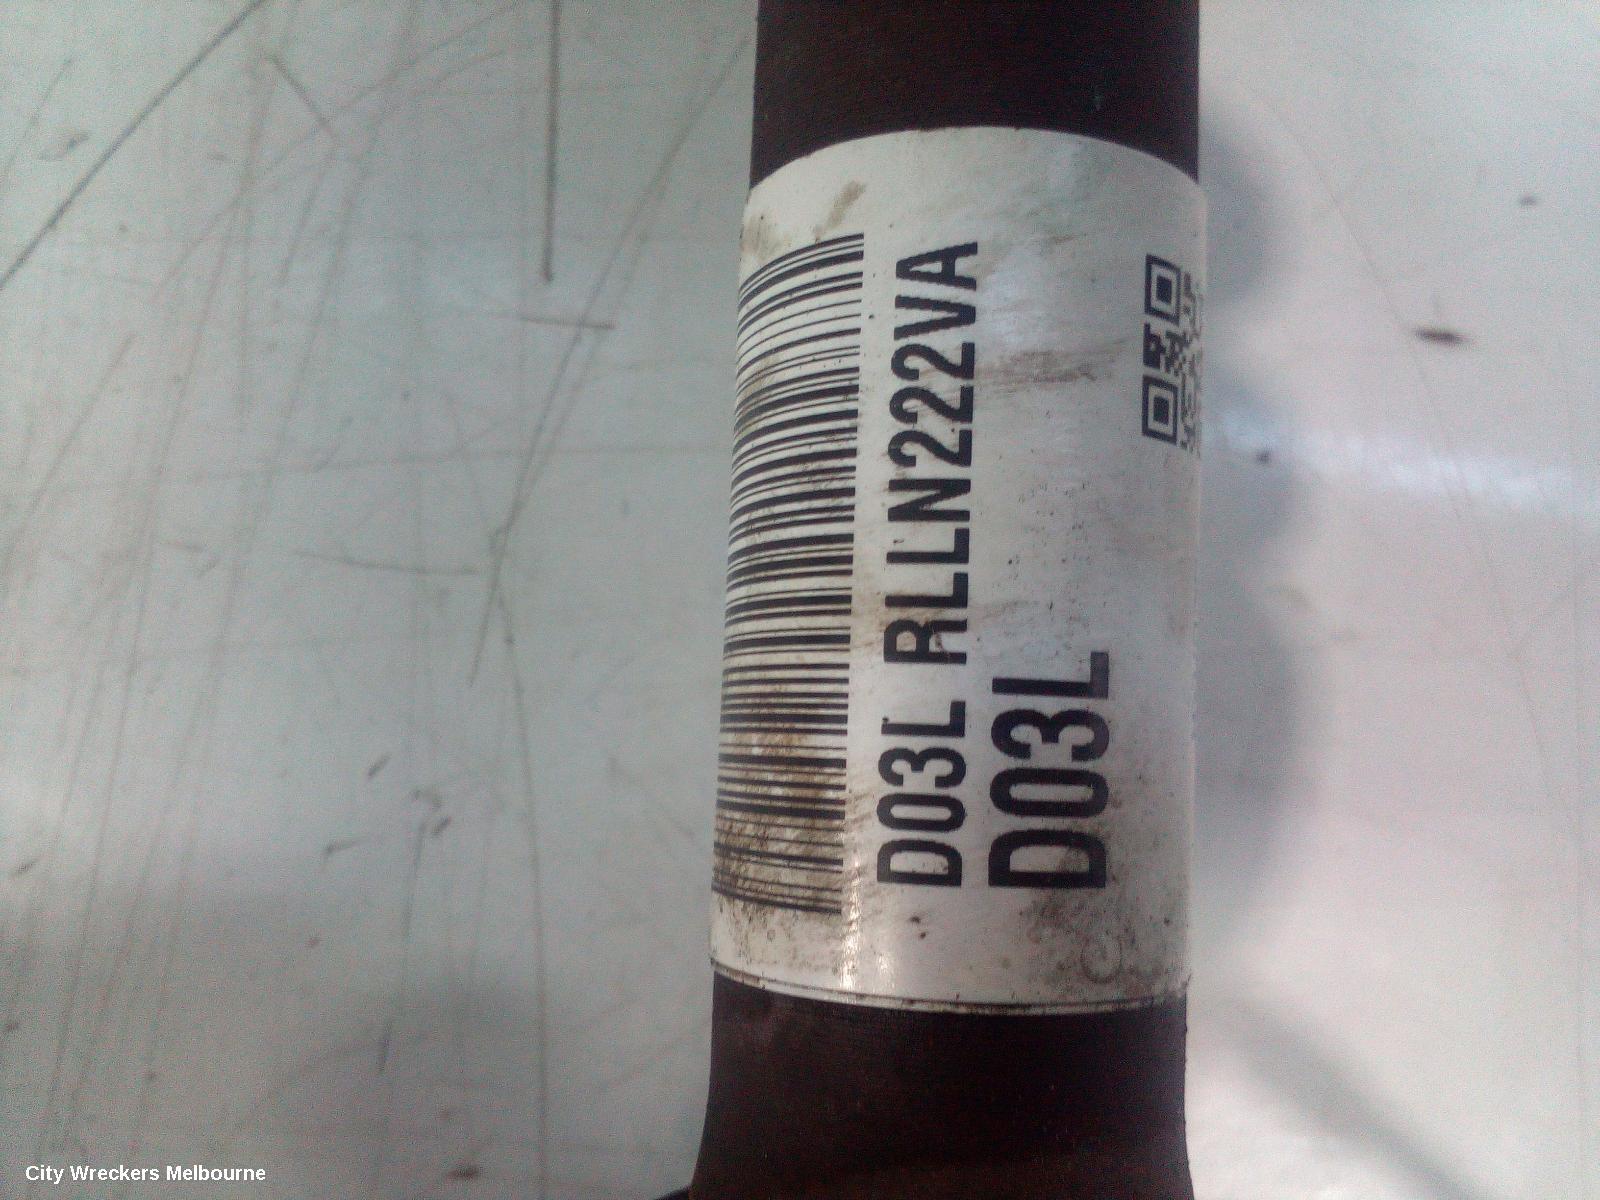 D03L RLLN222VA
D03L
City Wreckers Melbourne